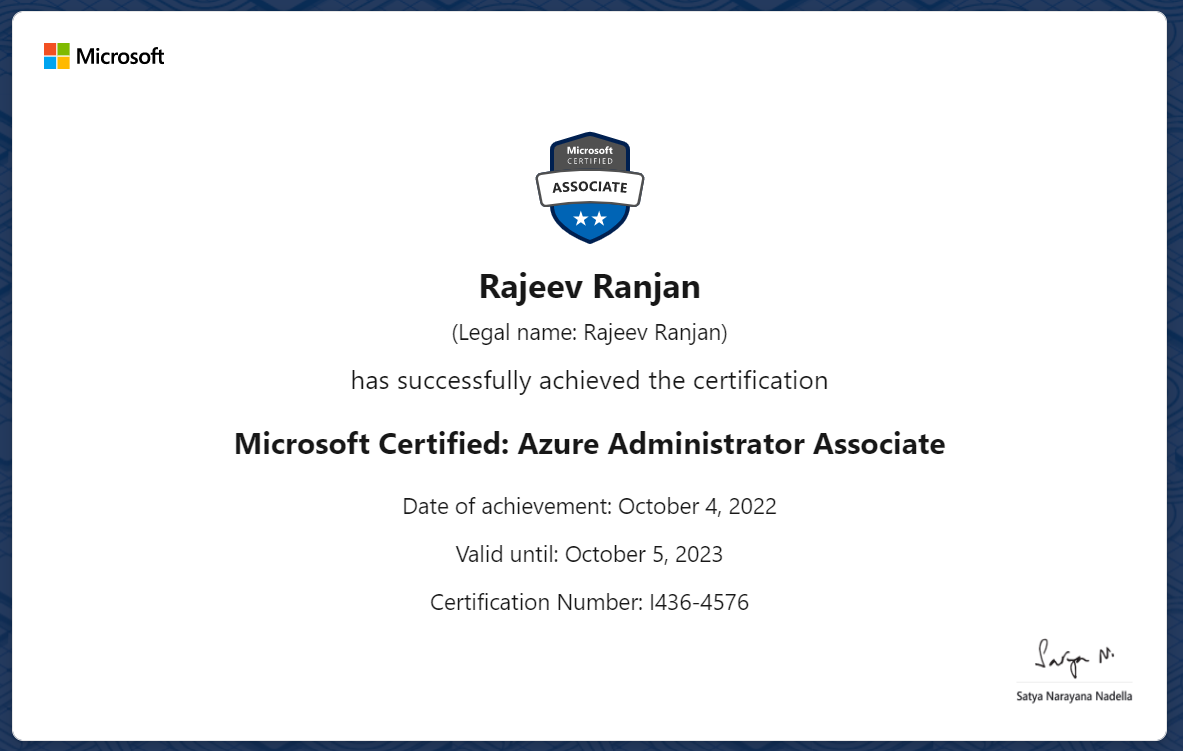 Microsoft
Microsoft
CERTIFIED
ASSOCIATE
Rajeev Ranjan
(Legal name: Rajeev Ranjan)
has successfully achieved the certification
Microsoft Certified: Azure Administrator Associate
Date of achievement: October 4, 2022
Valid until: October 5, 2023
Certification Number: I436-4576
Satya N.
Satya Narayana Nadella